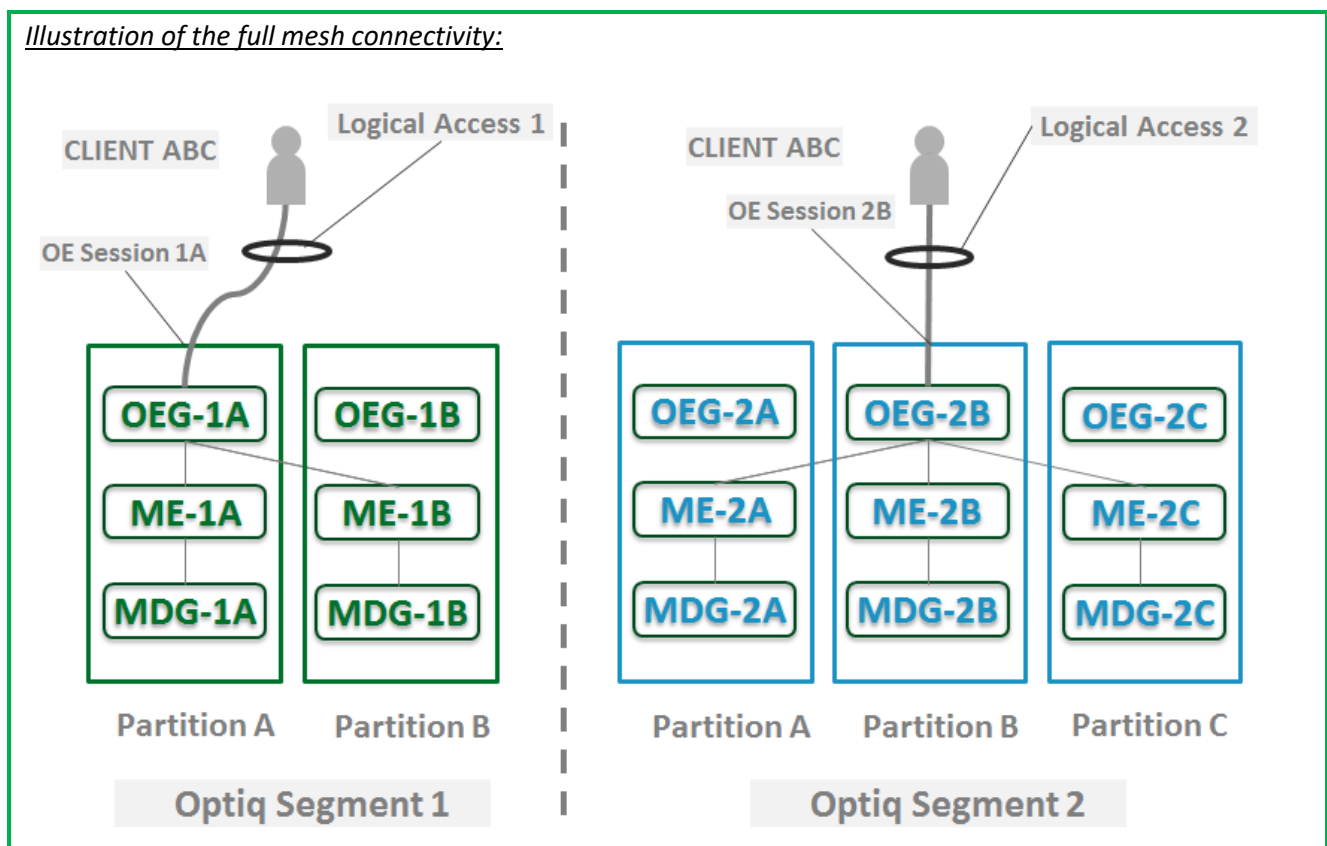 Illustration of the full mesh connectivity:
CLIENT ABC
Logical Access 1
OE Session 1A
OEG-1A
OEG-1B
ME-1A
ME-1B
MDG-1A
MDG-1B
Partition A
Partition B
Optiq Segment 1
CLIENT ABC
Logical Access 2
OE Session 2B
OEG-2A
OEG-2B
OEG-2C
ME-2A
ME-2B
ME-2C
MDG-2A
MDG-2B
MDG-2C
Partition A
Partition B
Partition C
Optiq Segment 2